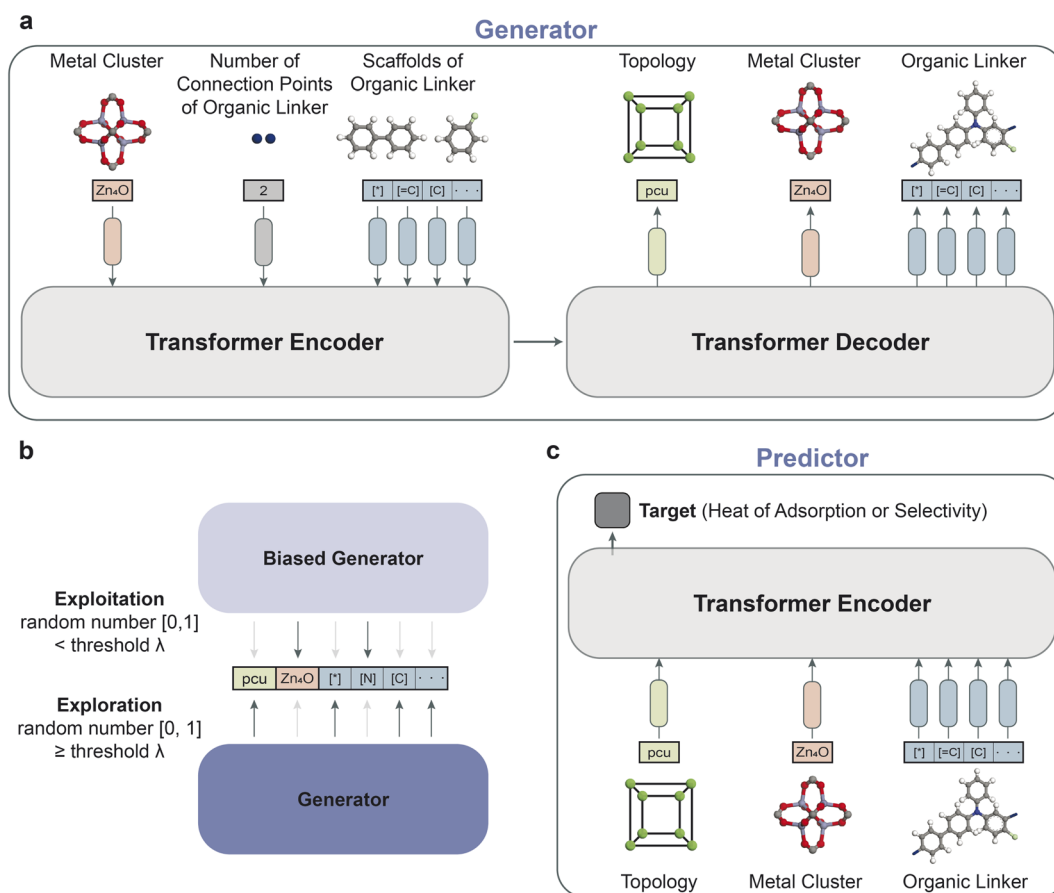 a
Generator
Metal Cluster
Number of
Connection Points
of Organic Linker
Scaffolds of
Organic Linker
Topology
Metal Cluster
Organic Linker
Zn₄O
2
[*] [=C] [C] · · ·
pcu
Zn₄O
[*] [=C] [C] · · ·
Transformer Encoder
Transformer Decoder
b
Biased Generator
Exploitation
random number [0,1]
< threshold λ
pcu Zn₄O [*] [N] [C] · · ·
Exploration
random number [0, 1]
≥ threshold λ
Generator
c
Predictor
Target (Heat of Adsorption or Selectivity)
Transformer Encoder
pcu
Zn₄O
[*] [=C] [C] · · ·
Topology
Metal Cluster
Organic Linker